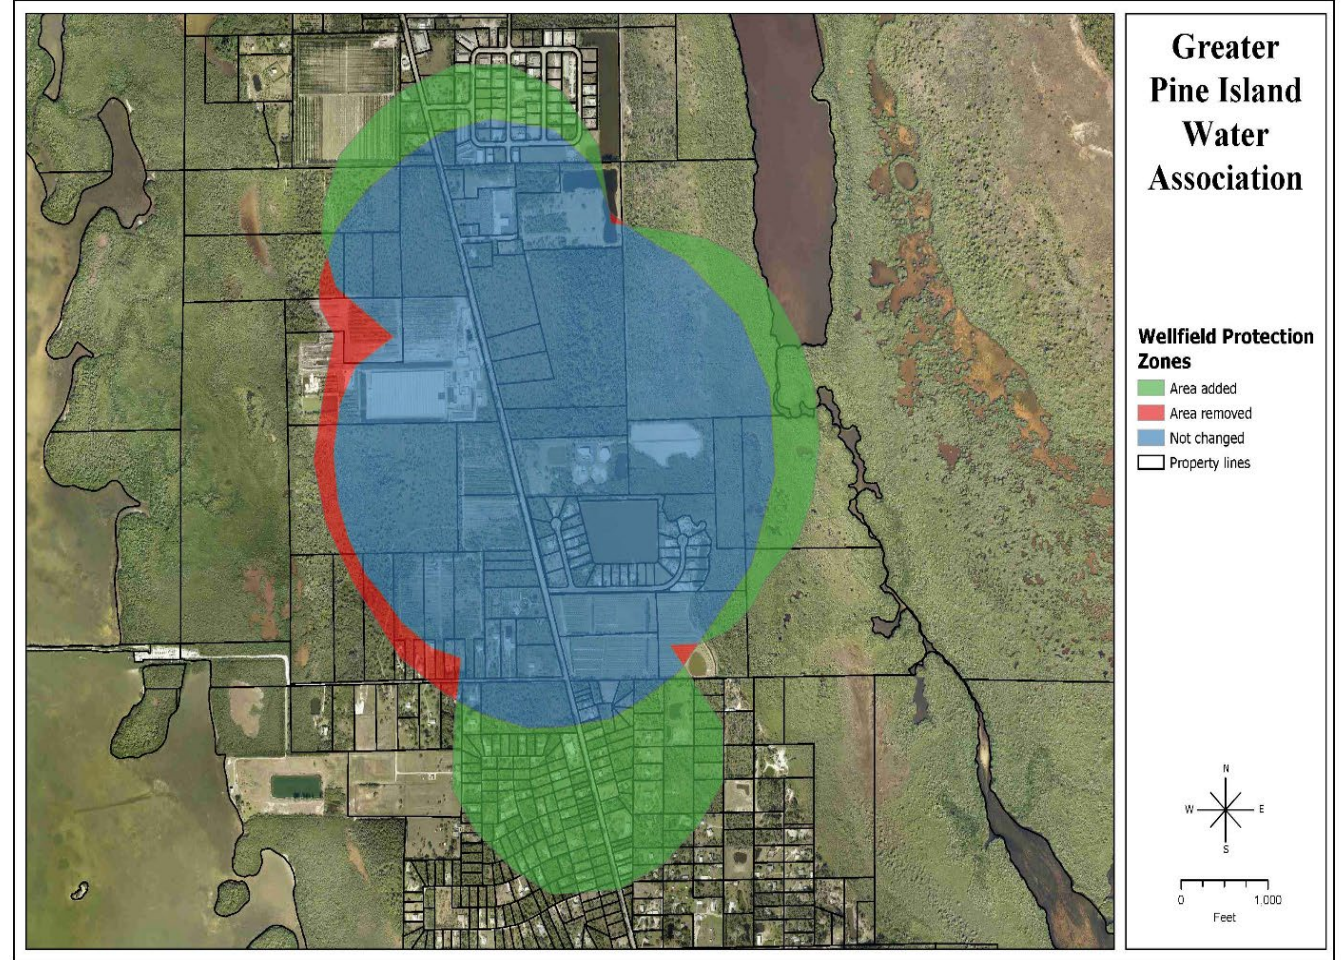 Greater
Pine Island
Water
Association
Wellfield Protection
Zones
Area added
Area removed
Not changed
Property lines
N
W E
S
0 1,000
Feet